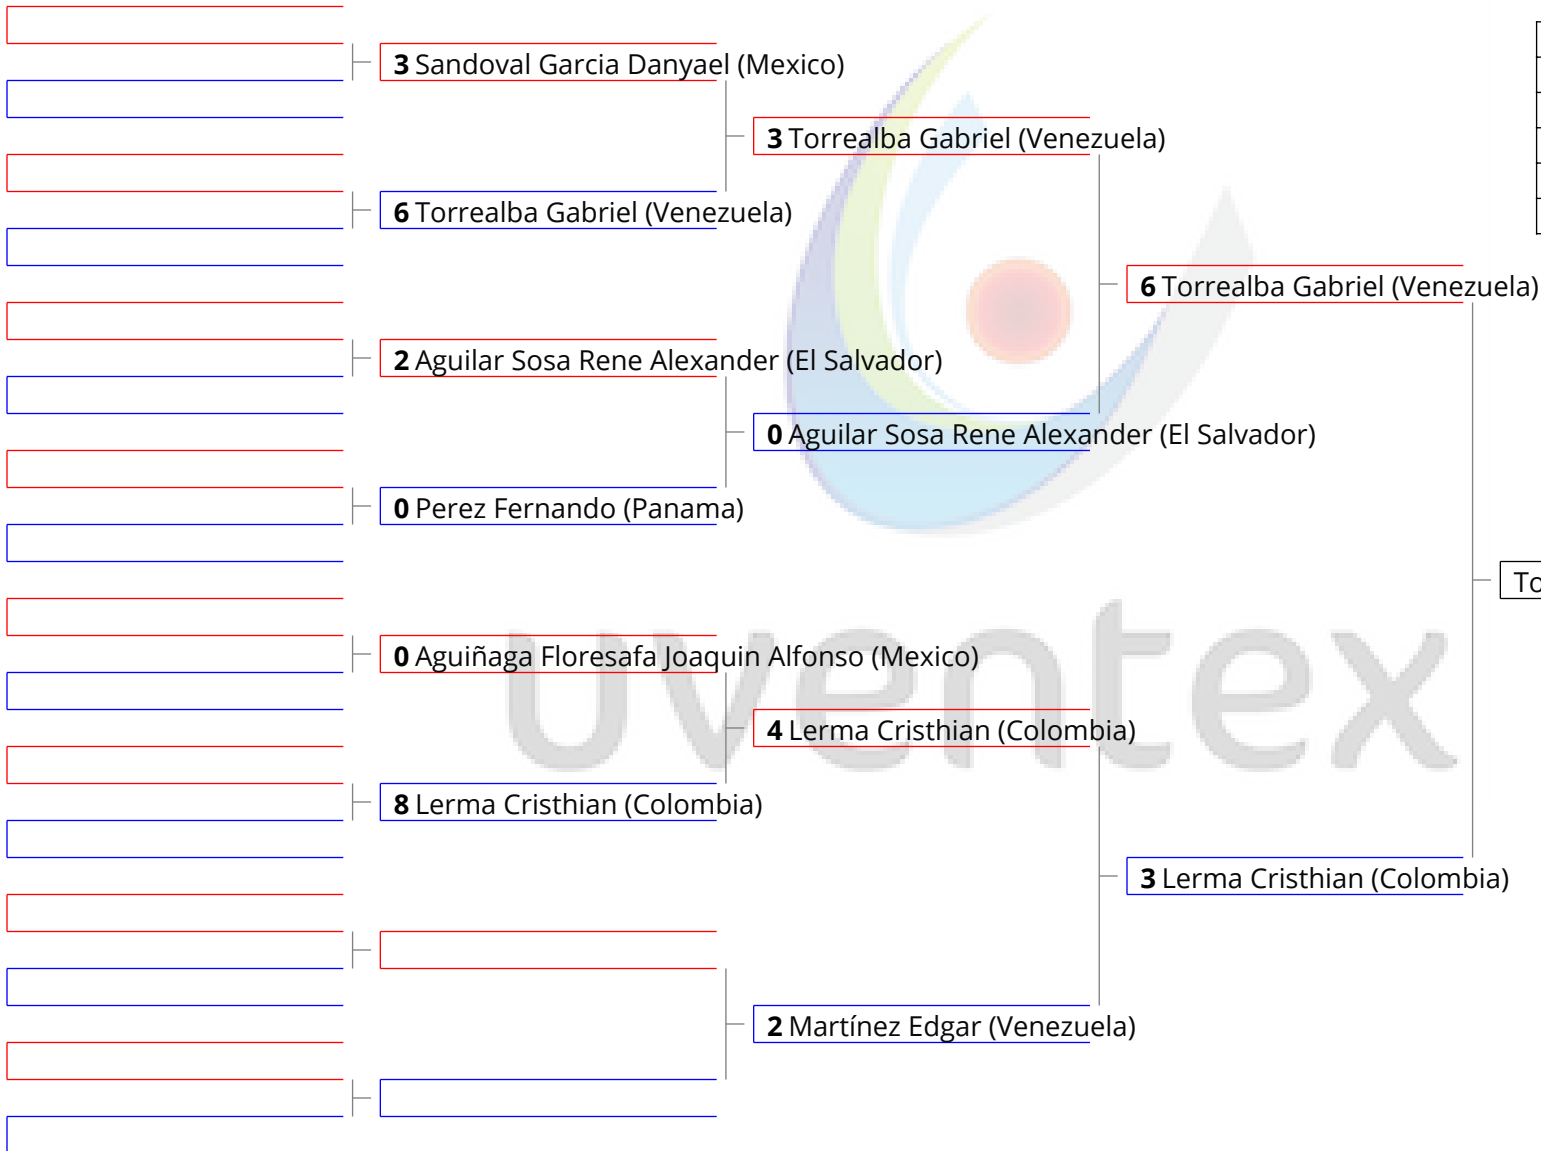 3 Sandoval Garcia Danyael (Mexico)
3 Torrealba Gabriel (Venezuela)
6 Torrealba Gabriel (Venezuela)
6 Torrealba Gabriel (Venezuela)
2 Aguilar Sosa Rene Alexander (El Salvador)
0 Aguilar Sosa Rene Alexander (El Salvador)
0 Perez Fernando (Panama)
To
0 Aguiñaga Floresafa Joaquin Alfonso (Mexico)
uventex
4 Lerma Cristhian (Colombia)
8 Lerma Cristhian (Colombia)
3 Lerma Cristhian (Colombia)
2 Martínez Edgar (Venezuela)